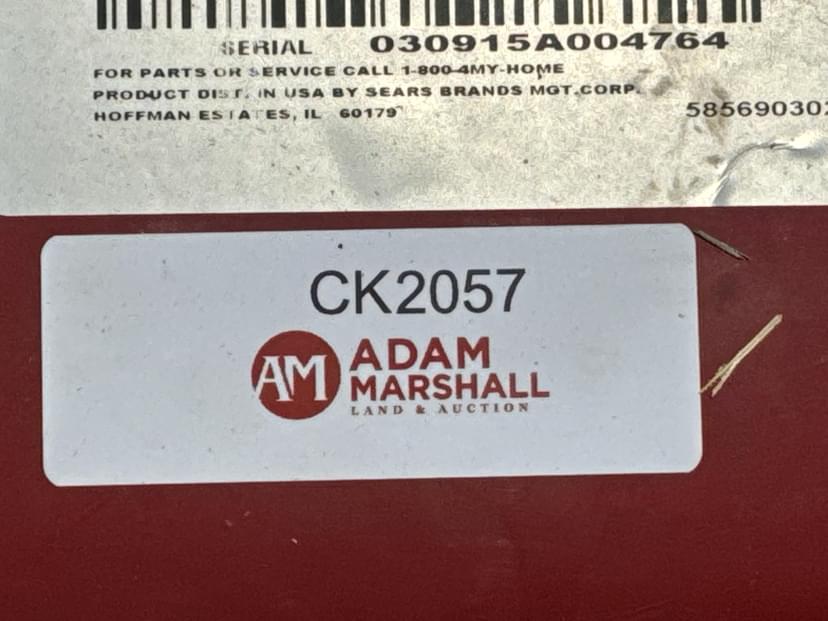 SERIAL 030915A004764
FOR PARTS OR SERVICE CALL 1-800-4MY-HOME
PRODUCT DIST. IN USA BY SEARS BRANDS MGT.CORP.
HOFFMAN ESTATES, IL 60179
585690302
CK2057
AM
ADAM
MARSHALL
LAND & AUCTION